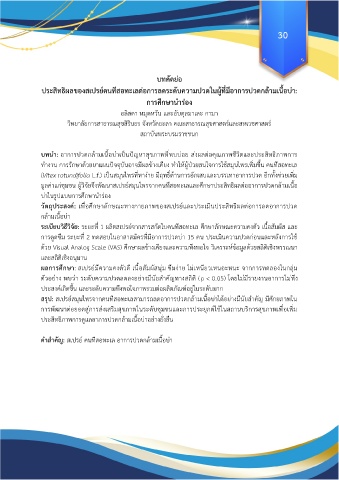 30
บทคัดย่อ
ประสิทธิผลของสเปรย์คนทีสอทะเลต่อการลดระดับความปวดในผู้ที่มีอาการปวดกล้ามเนื้อบ่า:
การศึกษานำร่อง
อลิสตา หมุดหวัน และอับดุลบาเละ กามา
วิทยาลัยการสาธารณสุขสิรินธร จังหวัดยะลา คณะสาธารณสุขศาสตร์และสหเวชศาสตร์
สถาบันพระบรมราชชนก
บทนำ: อาการปวดกล้ามเนื้อบ่าเป็นปัญหาสุขภาพที่พบบ่อย ส่งผลต่อคุณภาพชีวิตและประสิทธิภาพการ
ทำงาน การรักษาด้วยยาแผนปัจจุบันอาจมีผลข้างเคียง ทำให้ผู้ป่วยสนใจการใช้สมุนไพรเพิ่มขึ้น คนทีสอทะเล
(Vitex rotundifolia L.f.) เป็นสมุนไพรที่หาง่าย มีฤทธิ์ต้านการอักเสบและบรรเทาอาการปวด อีกทั้งช่วยเพิ่ม
มูลค่าแก่ชุมชน ผู้วิจัยจึงพัฒนาสเปรย์สมุนไพรจากคนทีสอทะเลและศึกษาประสิทธิผลต่ออาการปวดกล้ามเนื้อ
บ่าในรูปแบบการศึกษานำร่อง
วัตถุประสงค์: เพื่อศึกษาลักษณะทางกายภาพของสเปรย์และประเมินประสิทธิผลต่อการลดอาการปวด
กล้ามเนื้อบ่า
ระเบียบวิธีวิจัย: ระยะที่ 1 ผลิตสเปรย์จากสารสกัดใบคนทีสอทะเล ศึกษาลักษณะความคงตัว เนื้อสัมผัส และ
การดูดซึม ระยะที่ 2 ทดสอบในอาสาสมัครที่มีอาการปวดบ่า 15 คน ประเมินความปวดก่อนและหลังการใช้
ด้วย Visual Analog Scale (VAS) ศึกษาผลข้างเคียงและความพึงพอใจ วิเคราะห์ข้อมูลด้วยสถิติเชิงพรรณนา
และสถิติเชิงอนุมาน
ผลการศึกษา: สเปรย์มีความคงตัวดี เนื้อสัมผัสนุ่ม ซึมง่าย ไม่เหนียวเหนอะหนะ จากการทดลองในกลุ่ม
ตัวอย่าง พบว่า ระดับความปวดลดลงอย่างมีนัยสำคัญทางสถิติ (p < 0.05) โดยไม่มีรายงานอาการไม่พึง
ประสงค์เกิดขึ้น และระดับความพึงพอใจภาพรวมต่อผลิตภัณฑ์อยู่ในระดับมาก
สรุป: สเปรย์สมุนไพรจากคนทีสอทะเลสามารถลดอาการปวดกล้ามเนื้อบ่าได้อย่างมีนัยสำคัญ มีศักยภาพใน
การพัฒนาต่อยอดสู่การส่งเสริมสุขภาพในระดับชุมชนและการประยุกต์ใช้ในสถานบริการสุขภาพเพื่อเพิ่ม
ประสิทธิภาพการดูแลอาการปวดกล้ามเนื้อบ่าอย่างยั่งยืน
คำสำคัญ: สเปรย์ คนทีสอทะเล อาการปวดกล้ามเนื้อบ่า